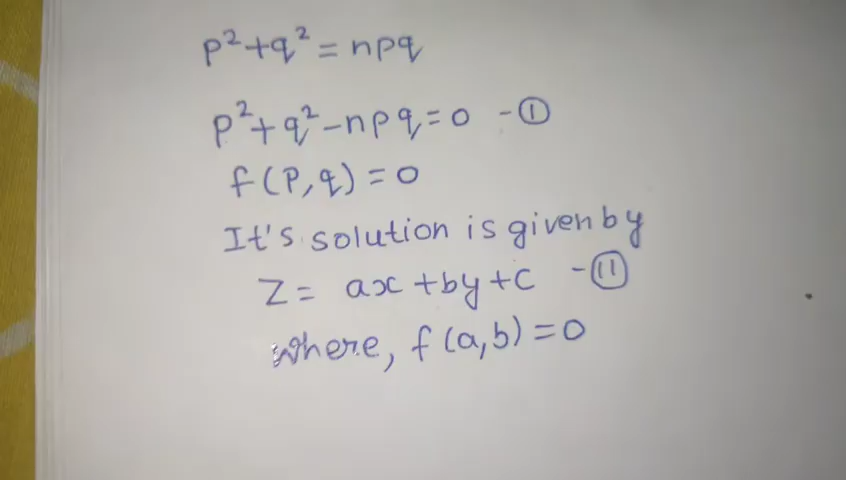 p²+q²=npq
p²+q²-npq=0 -①
f(P,q)=0
It's solution is given by
Z= ax+by+c -⑪
where, f(a,b)=0